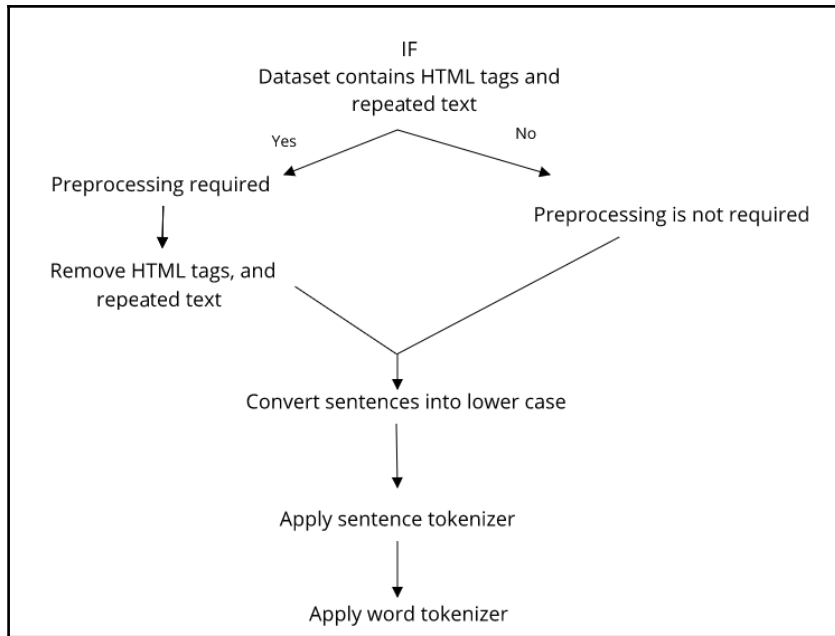 IF
Dataset contains HTML tags and
repeated text
Yes
No
Preprocessing required
Preprocessing is not required
Remove HTML tags, and
repeated text
Convert sentences into lower case
Apply sentence tokenizer
Apply word tokenizer